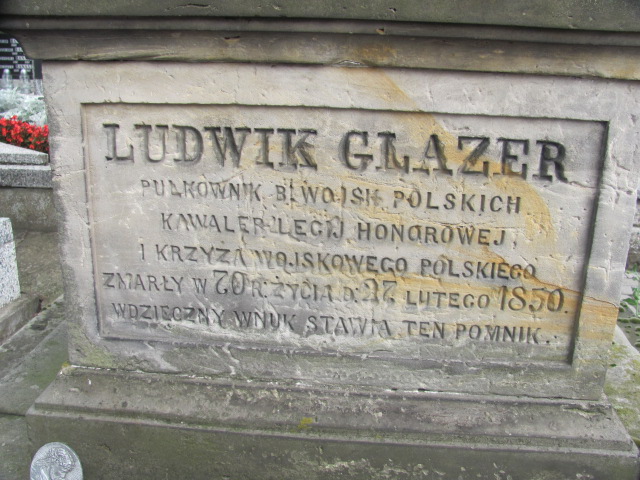 LUDWIK GLAZER
PUŁKOWNIK B. WOJSK POLSKICH
KAWALER LEGIJ HONOROWEJ,
I KRZYŻA WOJSKOWEGO POLSKIEGO
ZMARŁY W 70 R. ŻYCIA D. 27 LUTEGO 1850.
WDZIĘCZNY WNUK STAWIA TEN POMNIK.